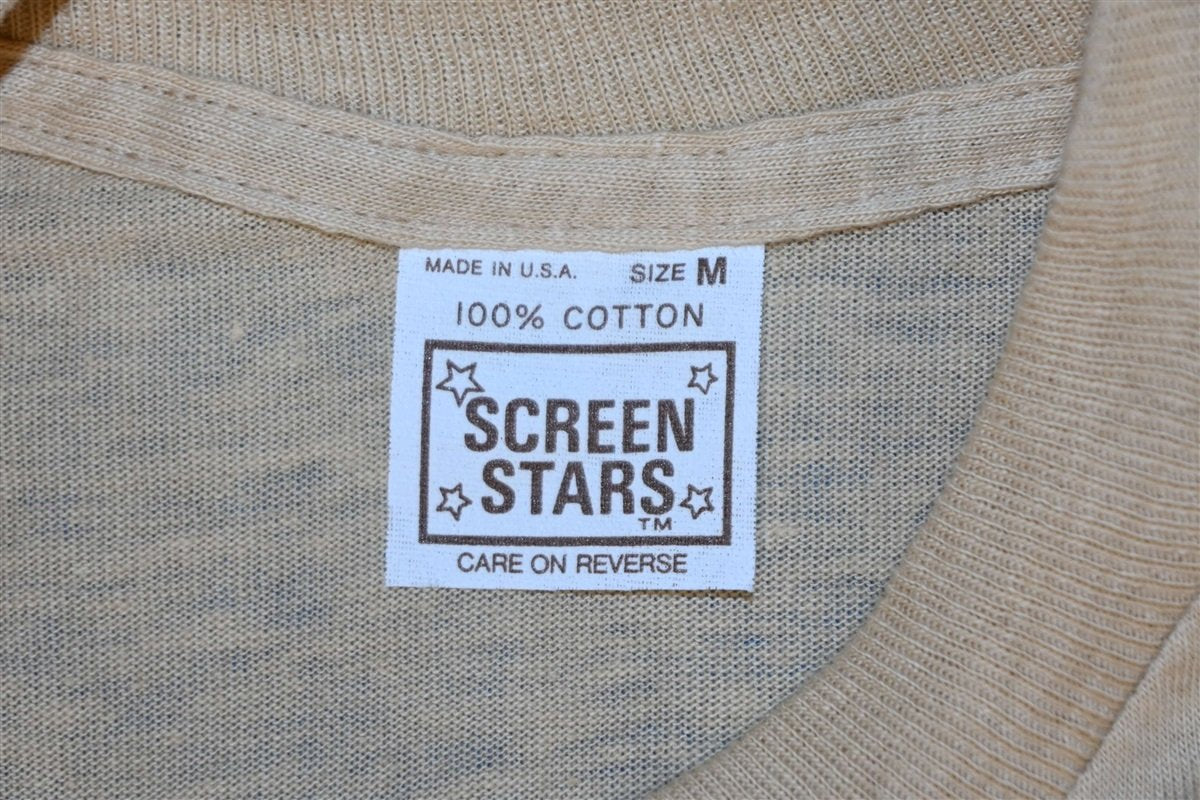 MADE IN U.S.A. SIZE M
100% COTTON
SCREEN
STARS
TM
CARE ON REVERSE